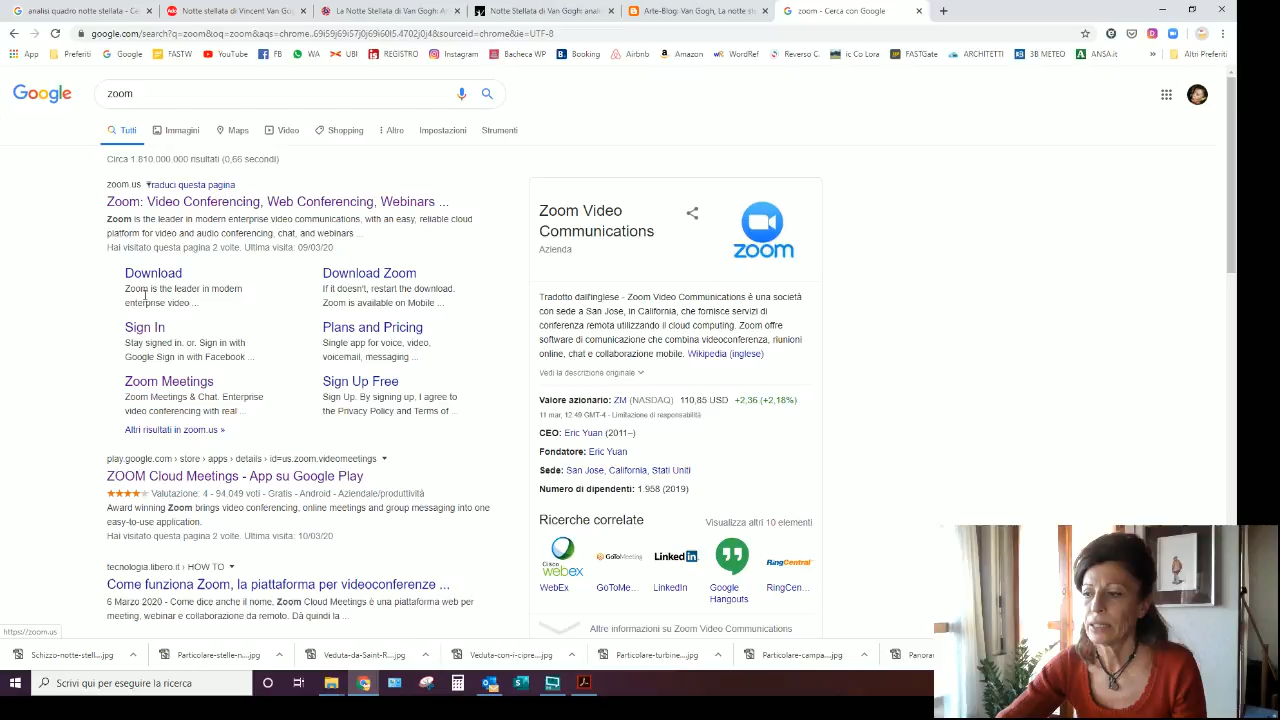 analisi quadro notte stellata
Notte stellata di Vincent Van Gog
La Notte Stellata di Van Gogh: An
Notte Stellata di Van Gogh: anali
Arte-Blog: Van Gogh, La notte st
zoom - Cerca con Google
google.com/search?q=zoom&oq=zoom&aqs=chrome..69i59j69i57j69i60l5.4702j0j4&sourceid=chrome&ie=UTF-8
App Preferiti Google FASTW YouTube FB WA UBI REGISTRO Instagram Bacheca WP Booking Airbnb Amazon WordRef Reverso C. ic Co Lora FASTGate ARCHITETTI 3B METEO ANSA.it » Altri Preferiti
Google
zoom
Tutti Immagini Maps Video Shopping Altro Impostazioni Strumenti
Circa 1.810.000.000 risultati (0,66 secondi)
zoom.us Traduci questa pagina
Zoom: Video Conferencing, Web Conferencing, Webinars ...
Zoom is the leader in modern enterprise video communications, with an easy, reliable cloud
platform for video and audio conferencing, chat, and webinars ...
Hai visitato questa pagina 2 volte. Ultima visita: 09/03/20
Download
Zoom is the leader in modern
enterprise video ...
Download Zoom
If it doesn't, restart the download.
Zoom is available on Mobile ...
Sign In
Stay signed in. or. Sign in with
Google Sign in with Facebook ...
Plans and Pricing
Single app for voice, video,
voicemail, messaging ...
Zoom Meetings
Zoom Meetings & Chat. Enterprise
video conferencing with real ...
Sign Up Free
Sign Up. By signing up, I agree to
the Privacy Policy and Terms of ...
Altri risultati in zoom.us »
play.google.com › store › apps › details › id=us.zoom.videomeetings
ZOOM Cloud Meetings - App su Google Play
Valutazione: 4 - 94.049 voti - Gratis - Android - Aziendale/produttività
Award winning Zoom brings video conferencing, online meetings and group messaging into one
easy-to-use application.
Hai visitato questa pagina 2 volte. Ultima visita: 10/03/20
tecnologia.libero.it › HOW TO
Come funziona Zoom, la piattaforma per videoconferenze ...
6 Marzo 2020 - Come dice anche il nome, Zoom Cloud Meetings è una piattaforma web per
meeting, webinar e collaborazione da remoto. Dà quindi la ...
https://zoom.us
Zoom Video
Communications
Azienda
zoom
Tradotto dall'inglese - Zoom Video Communications è una società
con sede a San Jose, in California, che fornisce servizi di
conferenza remota utilizzando il cloud computing. Zoom offre
software di comunicazione che combina videoconferenza, riunioni
online, chat e collaborazione mobile. Wikipedia (inglese)
Vedi la descrizione originale
Valore azionario: ZM (NASDAQ) 110,85 USD +2,36 (+2,18%)
11 mar, 12:49 GMT-4 - Limitazione di responsabilità
CEO: Eric Yuan (2011–)
Fondatore: Eric Yuan
Sede: San Jose, California, Stati Uniti
Numero di dipendenti: 1.958 (2019)
Ricerche correlate Visualizza altri 10 elementi
Cisco webex GoToMeeting LinkedIn RingCentral
WebEx GoToMe... LinkedIn Google Hangouts RingCen...
Altre informazioni su Zoom Video Communications
Schizzo-notte-stell....jpg Particolare-stelle-n....jpg Veduta-da-Saint-R....jpg Veduta-con-i-cipre....jpg Particolare-turbine....jpg Particolare-campa....jpg Panora
Scrivi qui per eseguire la ricerca